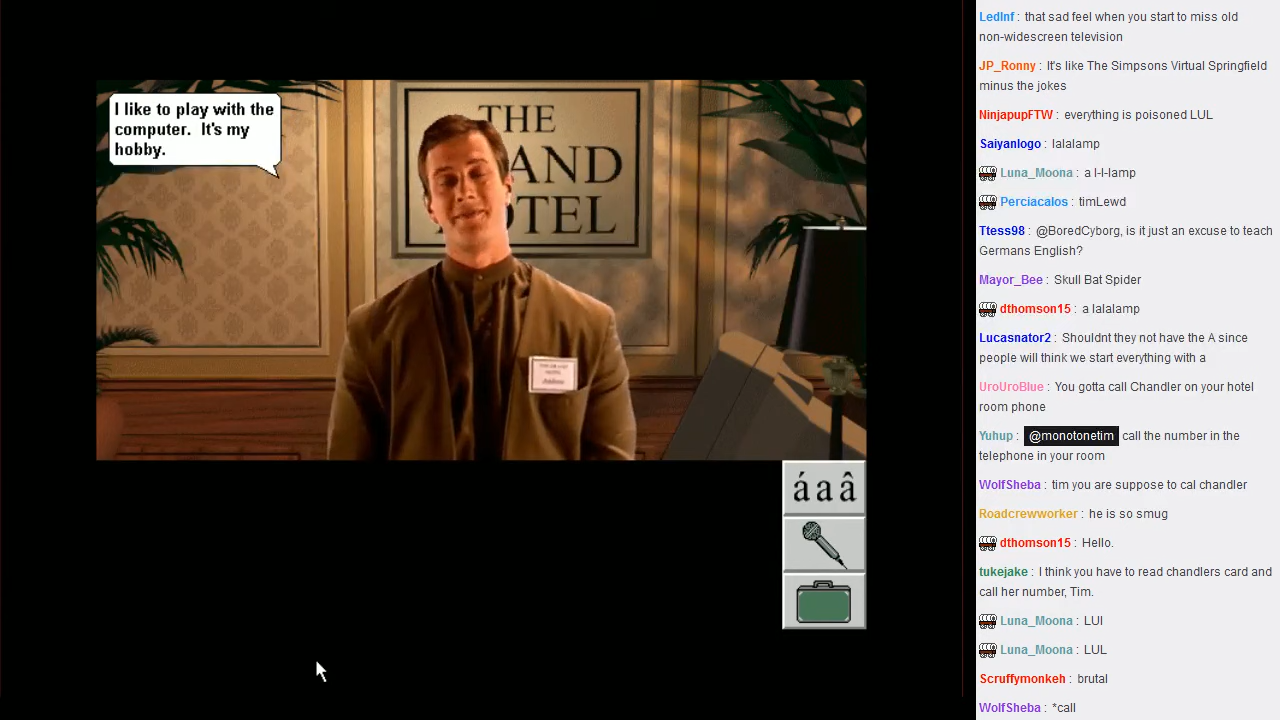 I like to play with the
computer. It's my
hobby.
THE
AND
OTEL
á a â
LedInf : that sad feel when you start to miss old
non-widescreen television
JP_Ronny : It's like The Simpsons Virtual Springfield
minus the jokes
NinjapupFTW : everything is poisoned LUL
Saiyanlogo : lalalamp
Luna_Moona : a l-l-lamp
Perciacalos : timLewd
Ttess98 : @BoredCyborg, is it just an excuse to teach
Germans English?
Mayor_Bee : Skull Bat Spider
dthomson15 : a lalalamp
Lucasnator2 : Shouldnt they not have the A since
people will think we start everything with a
UroUroBlue : You gotta call Chandler on your hotel
room phone
Yuhup : @monotonetim call the number in the
telephone in your room
WolfSheba : tim you are suppose to cal chandler
Roadcrewworker : he is so smug
dthomson15 : Hello.
tukejake : I think you have to read chandlers card and
call her number, Tim.
Luna_Moona : LUl
Luna_Moona : LUL
Scruffymonkeh : brutal
WolfSheba : *call